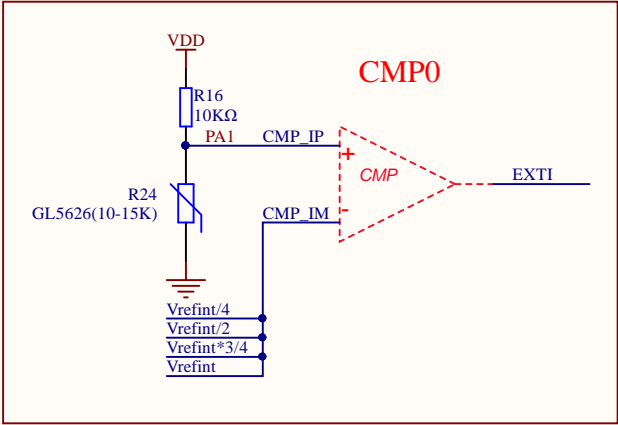 VDD
CMP0
R16
10KΩ
PA1 CMP_IP
+
CMP
EXTI
R24
GL5626(10-15K)
CMP_IM
-
Vrefint/4
Vrefint/2
Vrefint*3/4
Vrefint